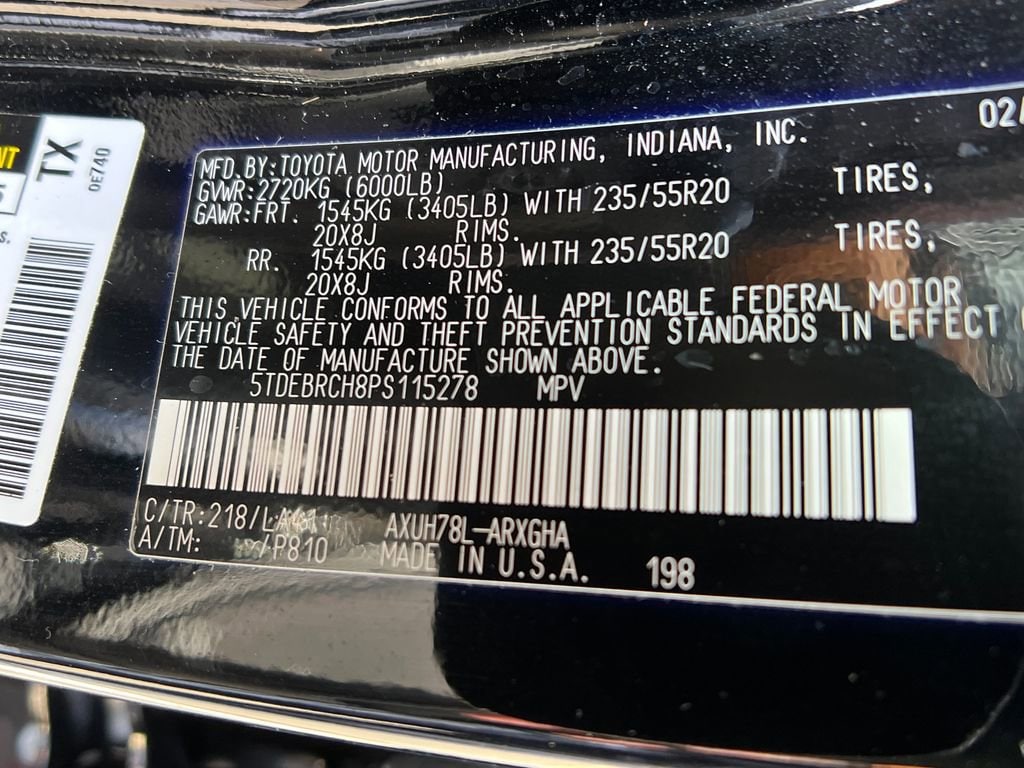 NT
5
s.
TX
0E740
02
MFD.BY:TOYOTA MOTOR MANUFACTURING, INDIANA, INC.
GVWR:2720KG (6000LB)
GAWR:FRT. 1545KG (3405LB) WITH 235/55R20 TIRES,
20X8J RIMS.
RR. 1545KG (3405LB) WITH 235/55R20 TIRES,
20X8J RIMS.
THIS VEHICLE CONFORMS TO ALL APPLICABLE FEDERAL MOTOR
VEHICLE SAFETY AND THEFT PREVENTION STANDARDS IN EFFECT
THE DATE OF MANUFACTURE SHOWN ABOVE.
5TDEBRCH8PS115278 MPV
C/TR:218/LA41 AXUH78L-ARXGHA
A/TM: /P810 MADE IN U.S.A. 198